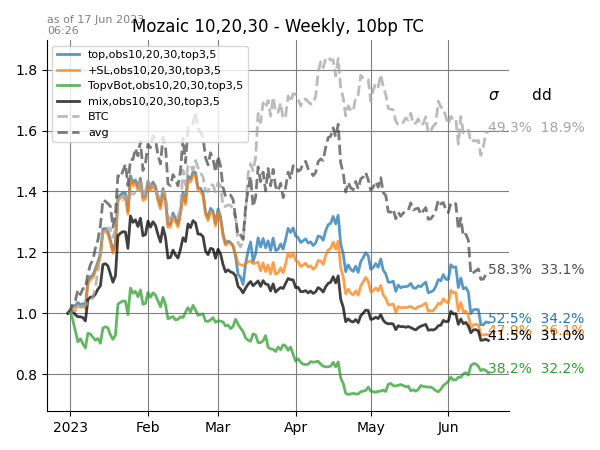 as of 17 Jun 2023
06:26
Mozaic 10,20,30 - Weekly, 10bp TC
top,obs10,20,30,top3,5
+SL,obs10,20,30,top3,5
TopvBot,obs10,20,30,top3,5
mix,obs10,20,30,top3,5
BTC
avg
1.8
1.6
1.4
1.2
1.0
0.8
σ dd
49.3% 18.9%
58.3% 33.1%
52.5% 34.2%
41.5% 31.0%
38.2% 32.2%
2023 Feb Mar Apr May Jun